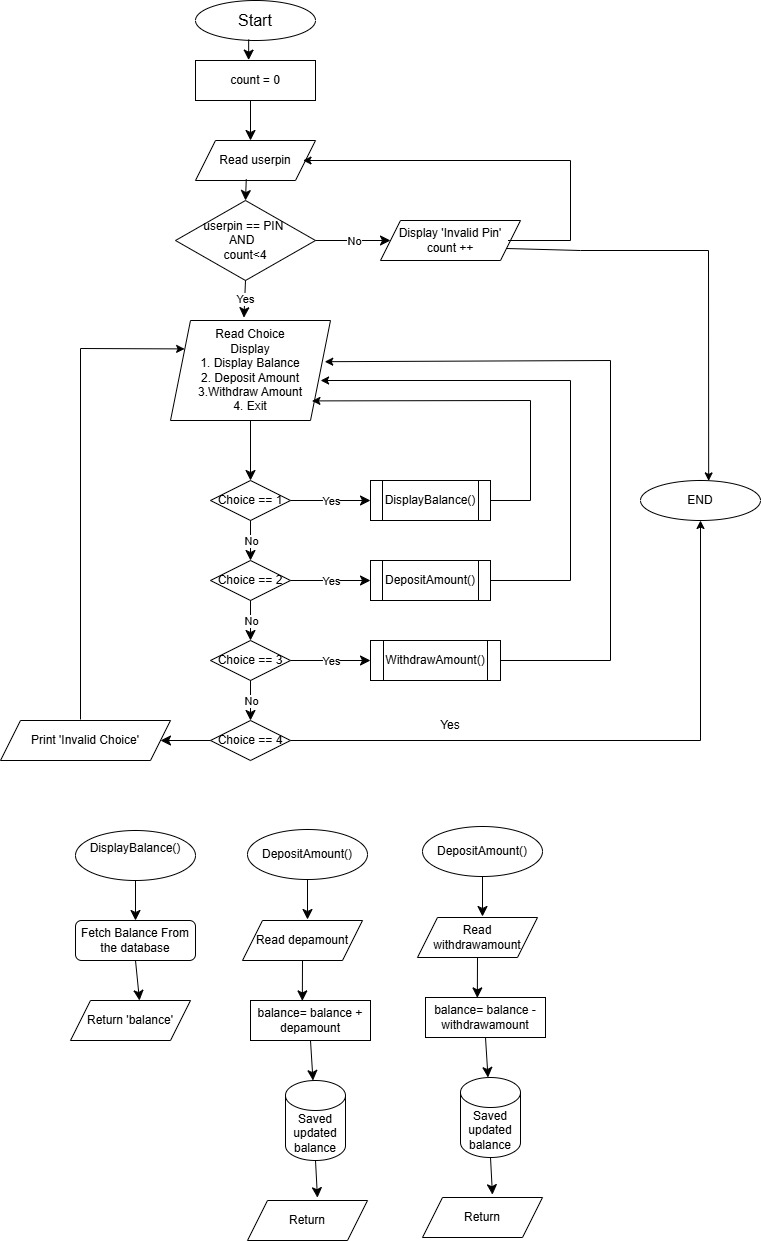 Start
count = 0
Read userpin
userpin == PIN
AND
count<4
No
Display 'Invalid Pin'
count ++
Yes
Read Choice
Display
1. Display Balance
2. Deposit Amount
3.Withdraw Amount
4. Exit
Choice == 1
Yes
DisplayBalance()
END
No
Choice == 2
Yes
DepositAmount()
No
Choice == 3
Yes
WithdrawAmount()
No
Yes
Print 'Invalid Choice'
Choice == 4
DisplayBalance()
Fetch Balance From
the database
Return 'balance'
DepositAmount()
Read depamount
balance= balance +
depamount
Saved
updated
balance
Return
DepositAmount()
Read
withdrawamount
balance= balance -
withdrawamount
Saved
updated
balance
Return